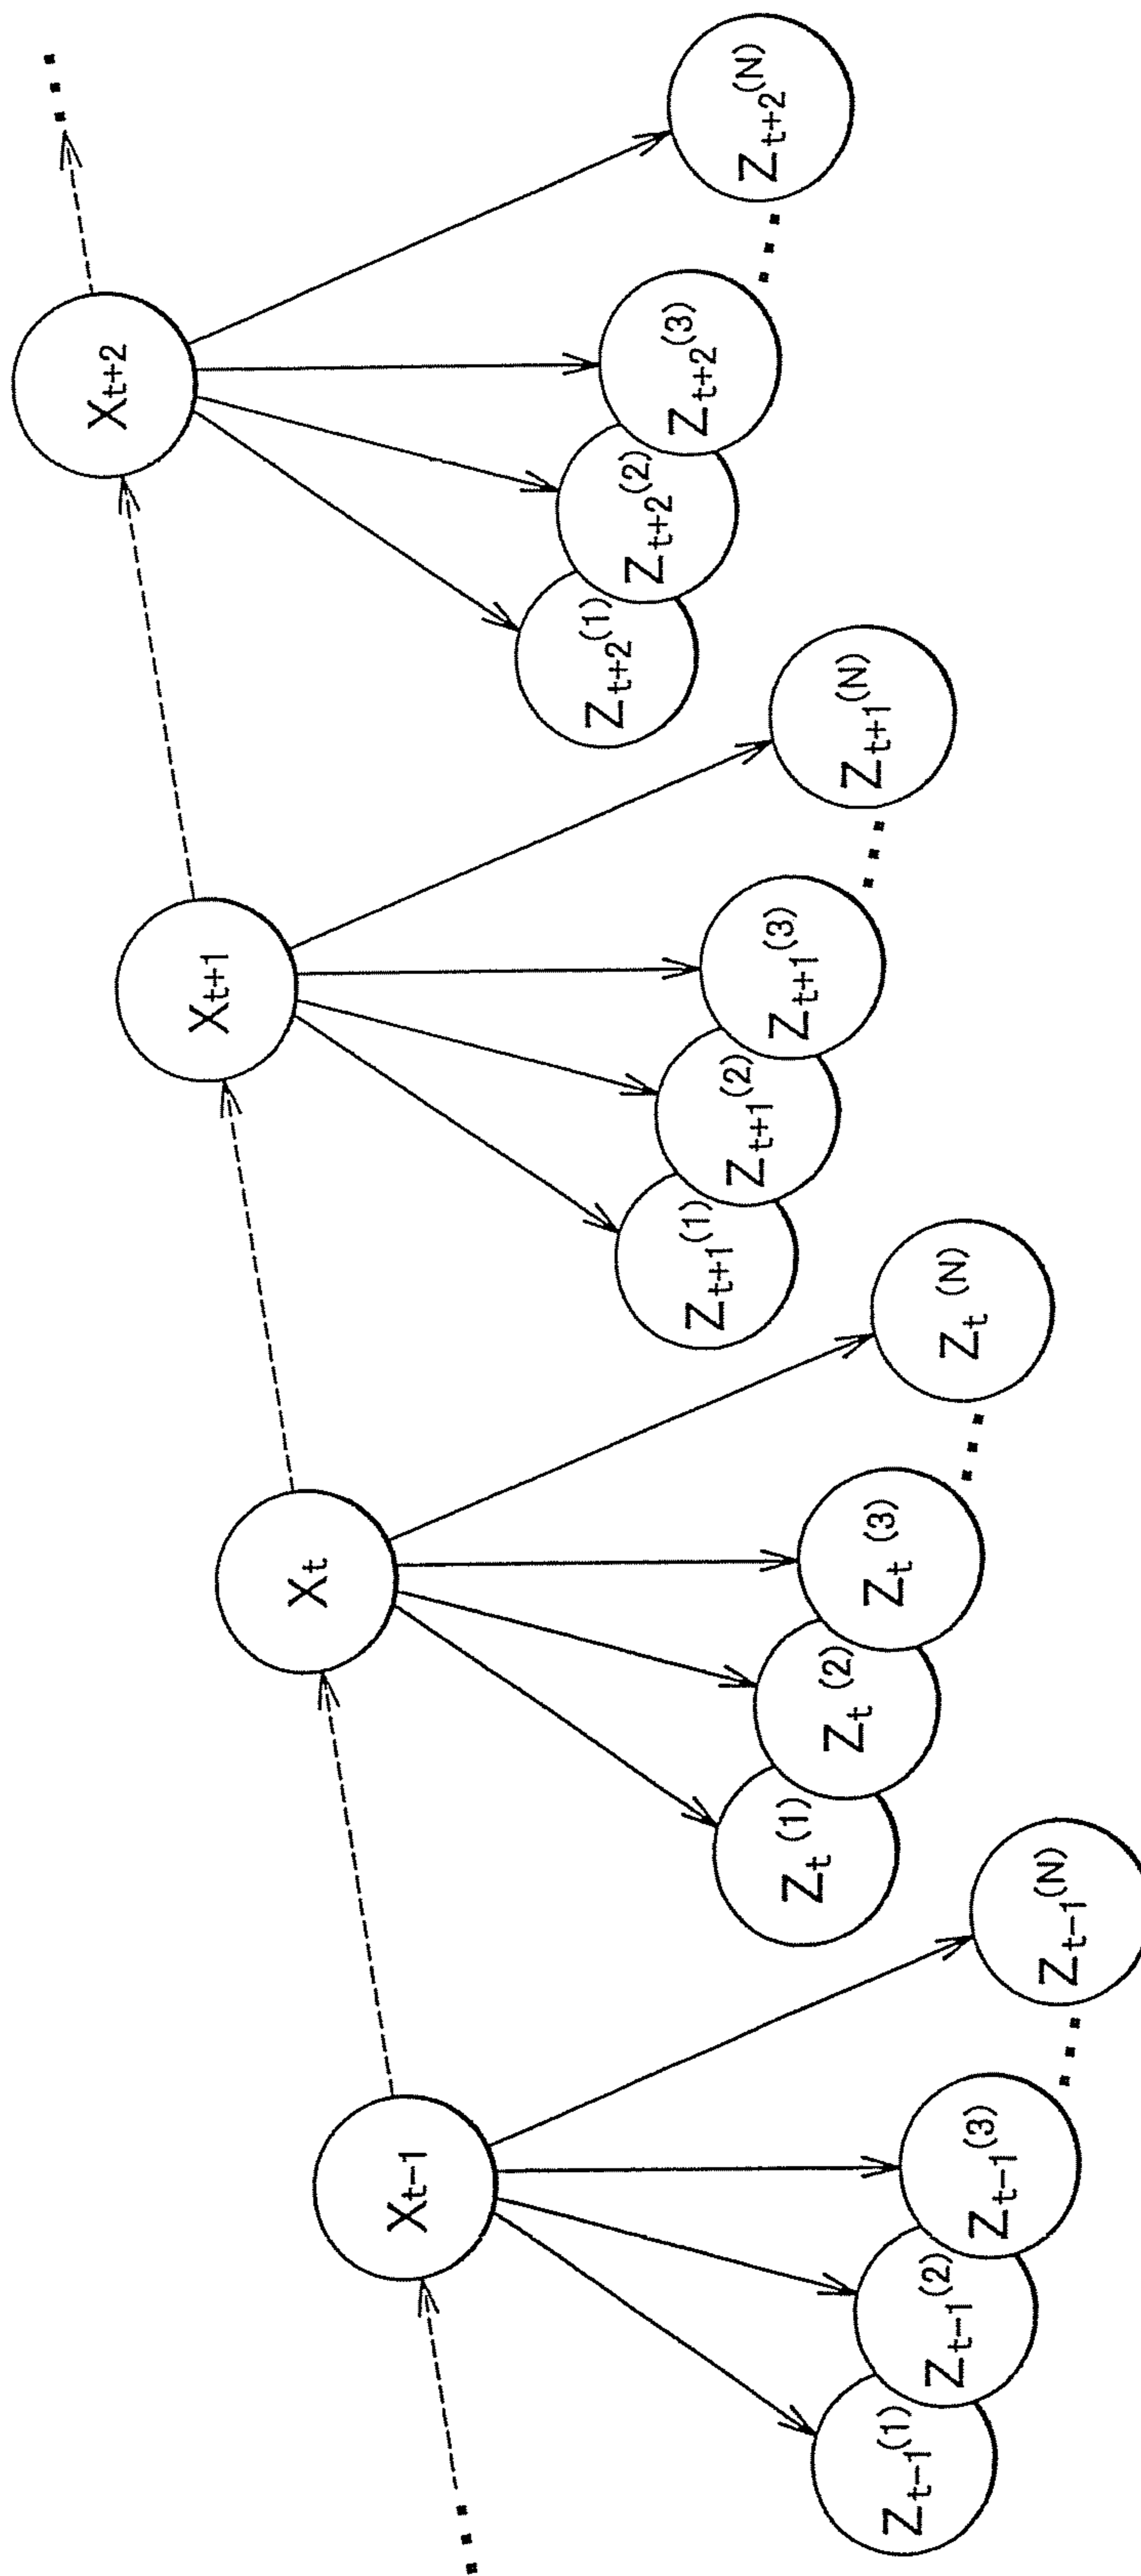 X_{t-1}
X_t
X_{t+1}
X_{t+2}
Z_{t-1}^{(1)}
Z_{t-1}^{(2)}
Z_{t-1}^{(3)}
Z_{t-1}^{(N)}
Z_t^{(1)}
Z_t^{(2)}
Z_t^{(3)}
Z_t^{(N)}
Z_{t+1}^{(1)}
Z_{t+1}^{(2)}
Z_{t+1}^{(3)}
Z_{t+1}^{(N)}
Z_{t+2}^{(1)}
Z_{t+2}^{(2)}
Z_{t+2}^{(3)}
Z_{t+2}^{(N)}